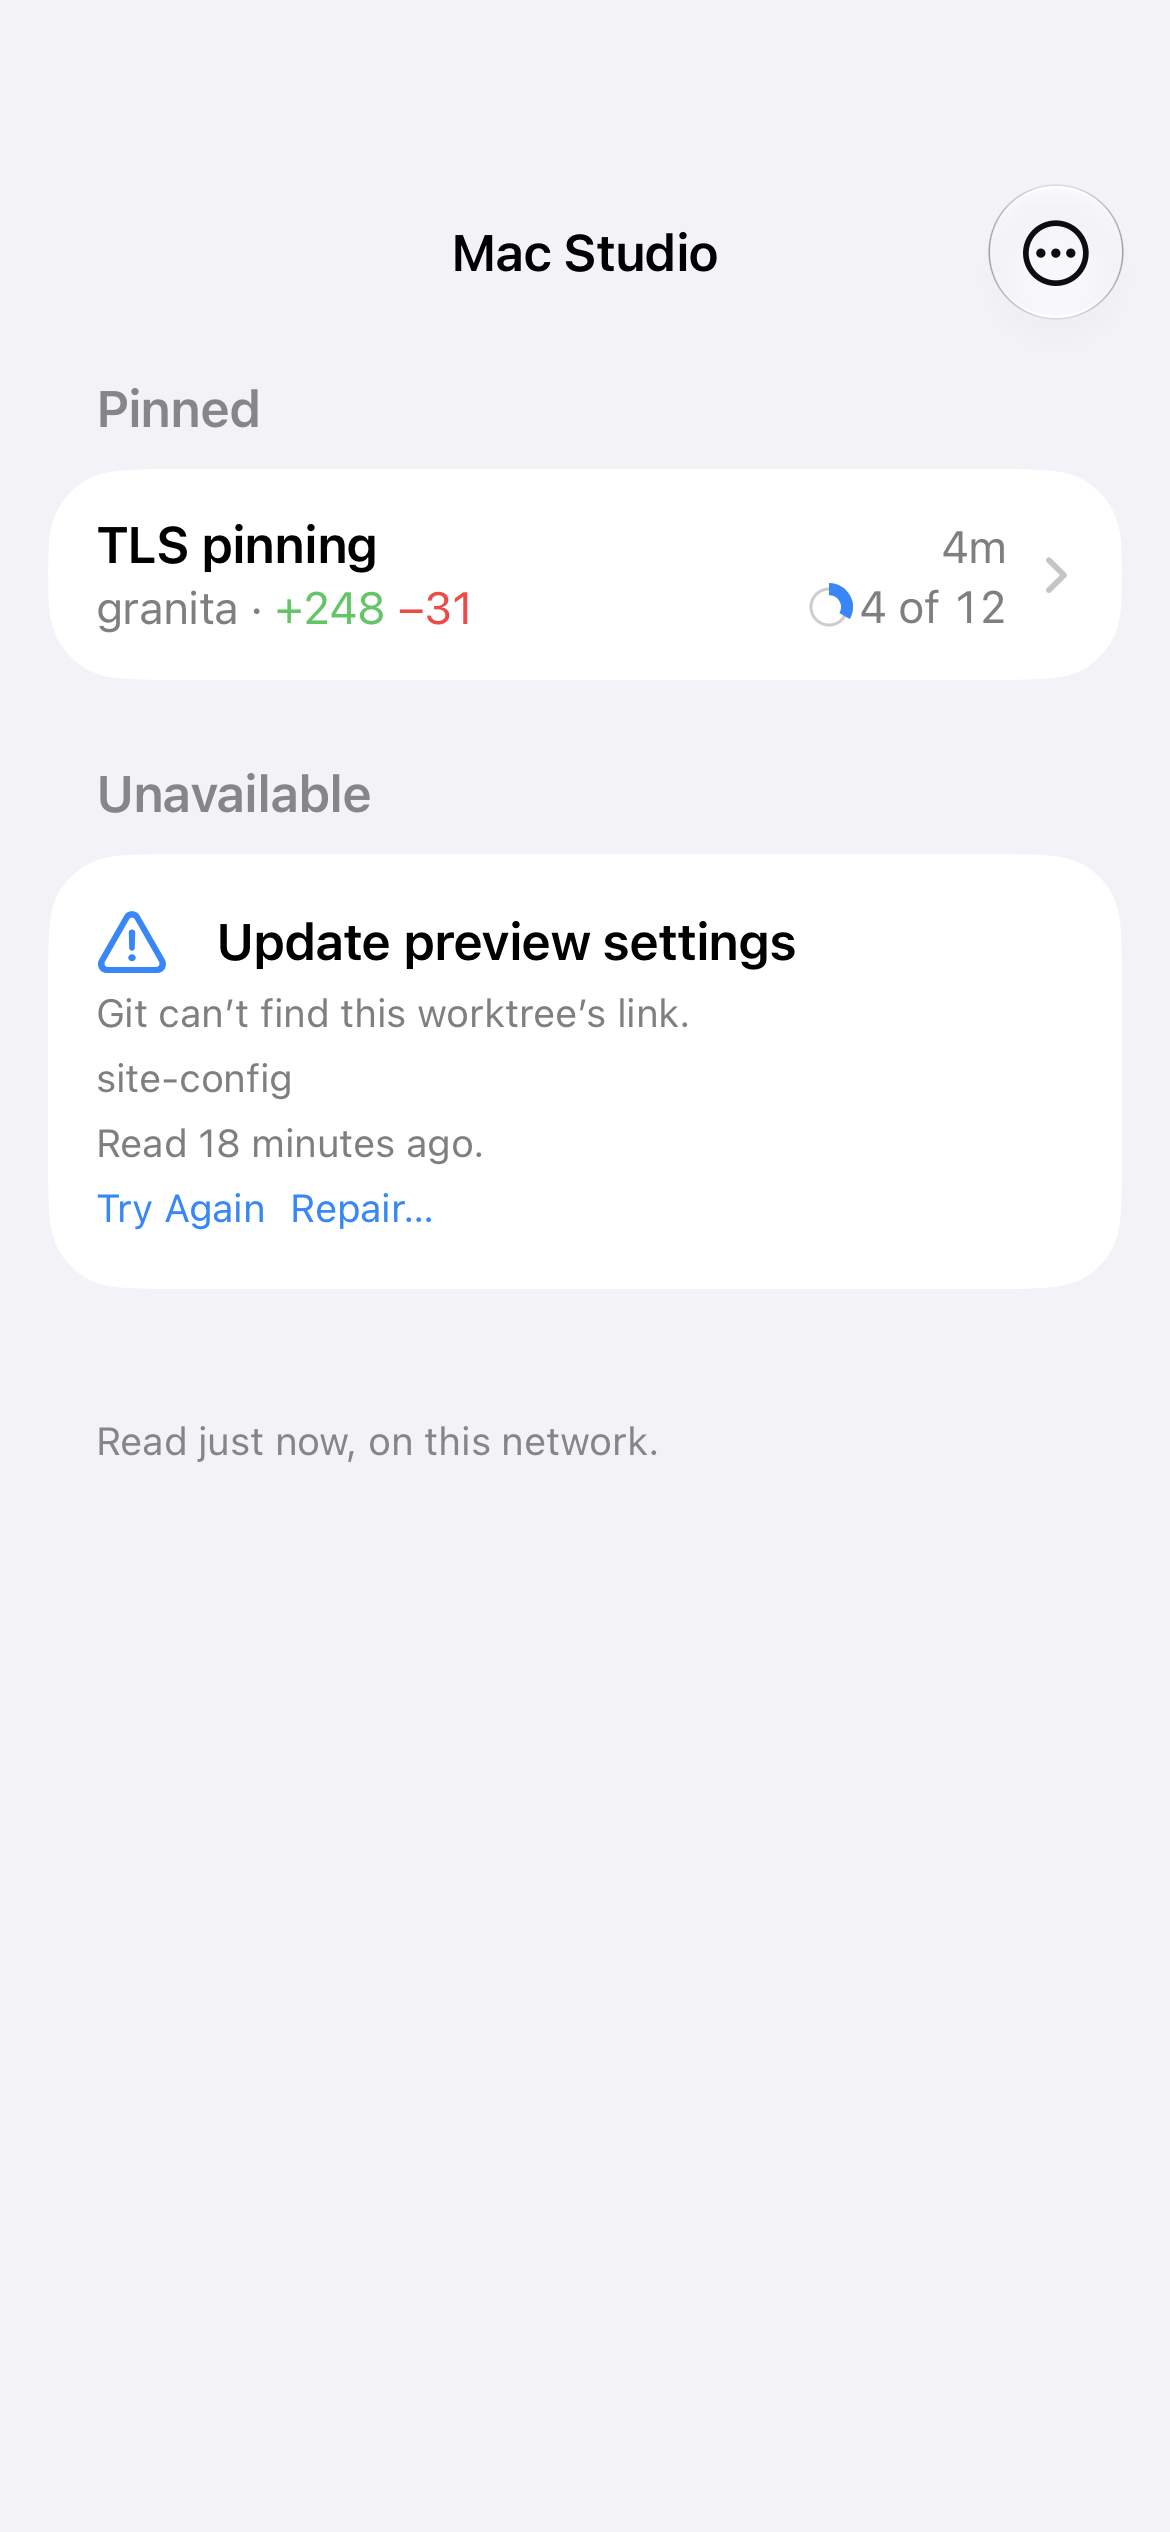 Mac Studio
Pinned
TLS pinning
4m
granita · +248 −31
4 of 12
Unavailable
Update preview settings
Git can’t find this worktree’s link.
site-config
Read 18 minutes ago.
Try Again Repair…
Read just now, on this network.